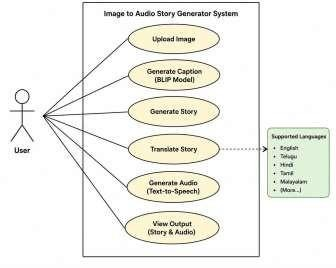 Image to Audio Story Generator System
Upload Image
Generate Caption
(BLIP Model)
Generate Story
User
Translate Story
Supported Languages
• English
• Telugu
• Hindi
• Tamil
• Malayalam
• (More...)
Generate Audio
(Text-to-Speech)
View Output
(Story & Audio)